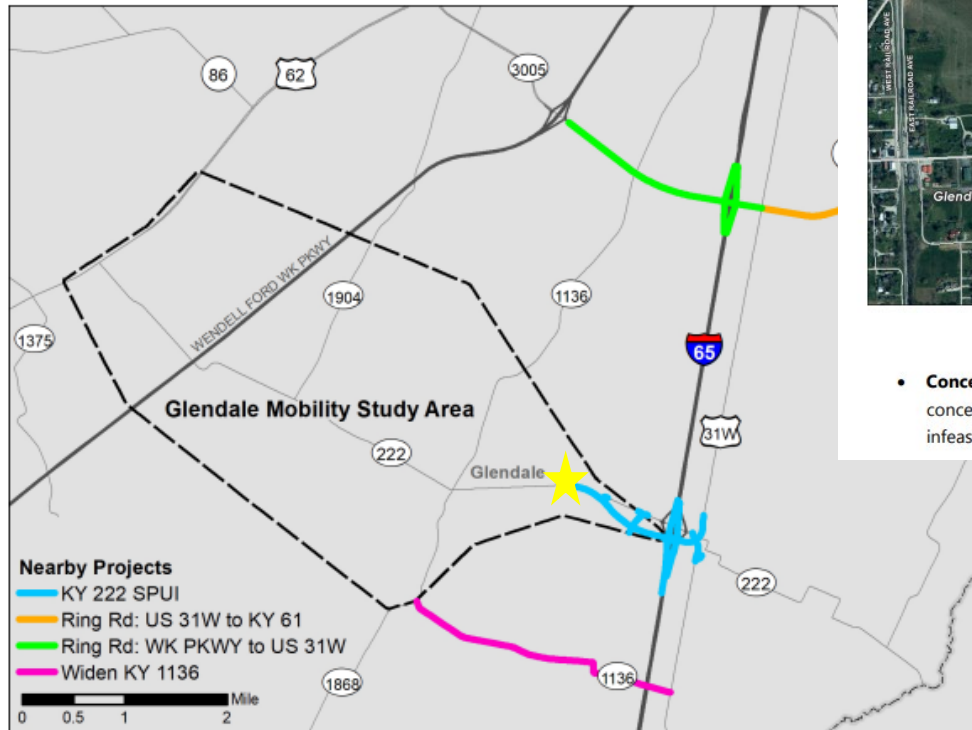 86
62
3005
WENDELL FORD WK PKWY
1904
1136
1375
65
31W
Glendale Mobility Study Area
222
Glendale
222
1136
1868
Nearby Projects
KY 222 SPUI
Ring Rd: US 31W to KY 61
Ring Rd: WK PKWY to US 31W
Widen KY 1136
Mile
0 0.5 1 2
WEST RAILROAD AVE
EAST RAILROAD AVE
Glend
• Conce
conce
infeas